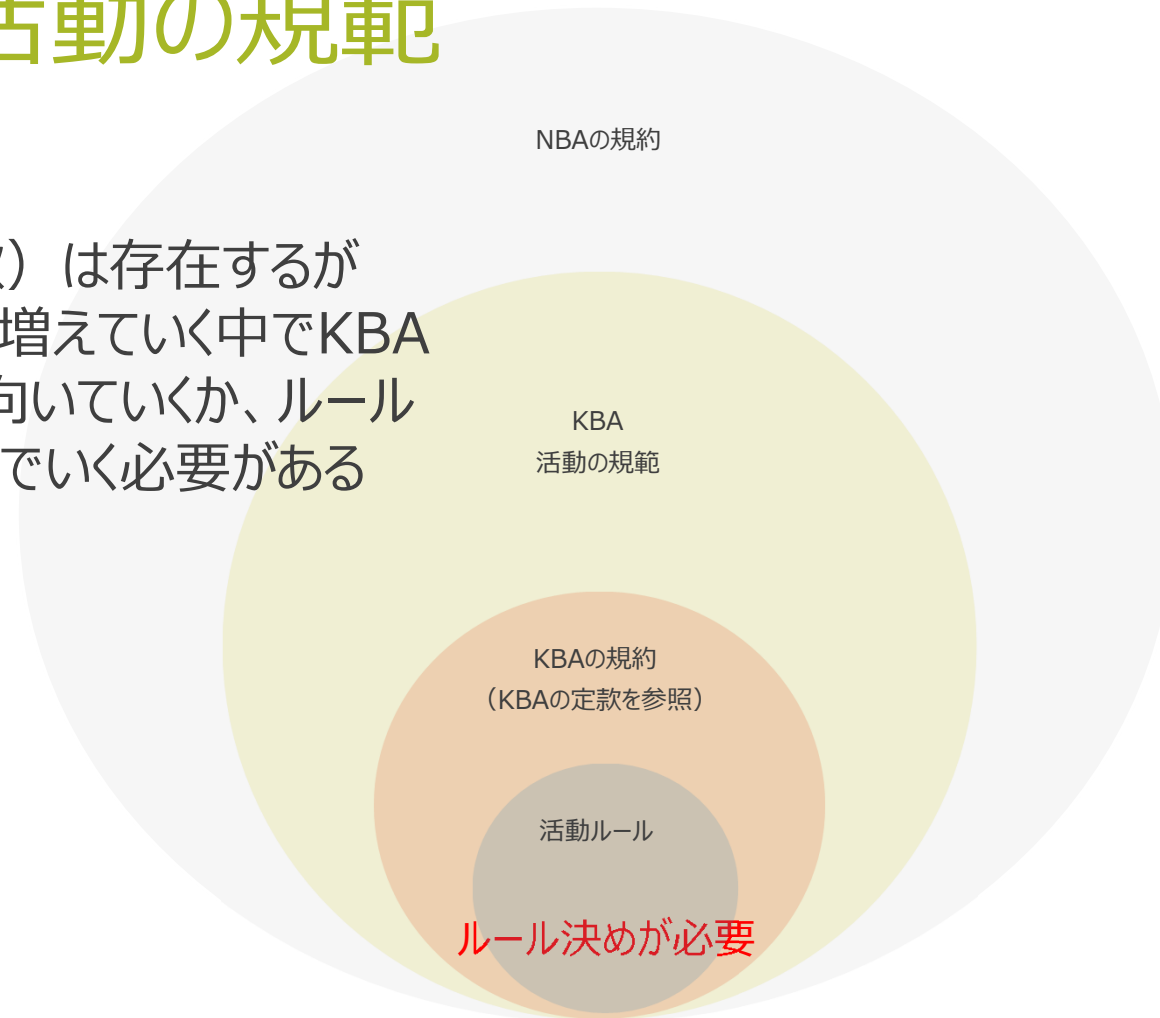 活動の規範
NBAの規約
）は存在するが
増えていく中でKBA
向いていくか、ルール
でいく必要がある
KBA
活動の規範
KBAの規約
（KBAの定款を参照）
活動ルール
ルール決めが必要